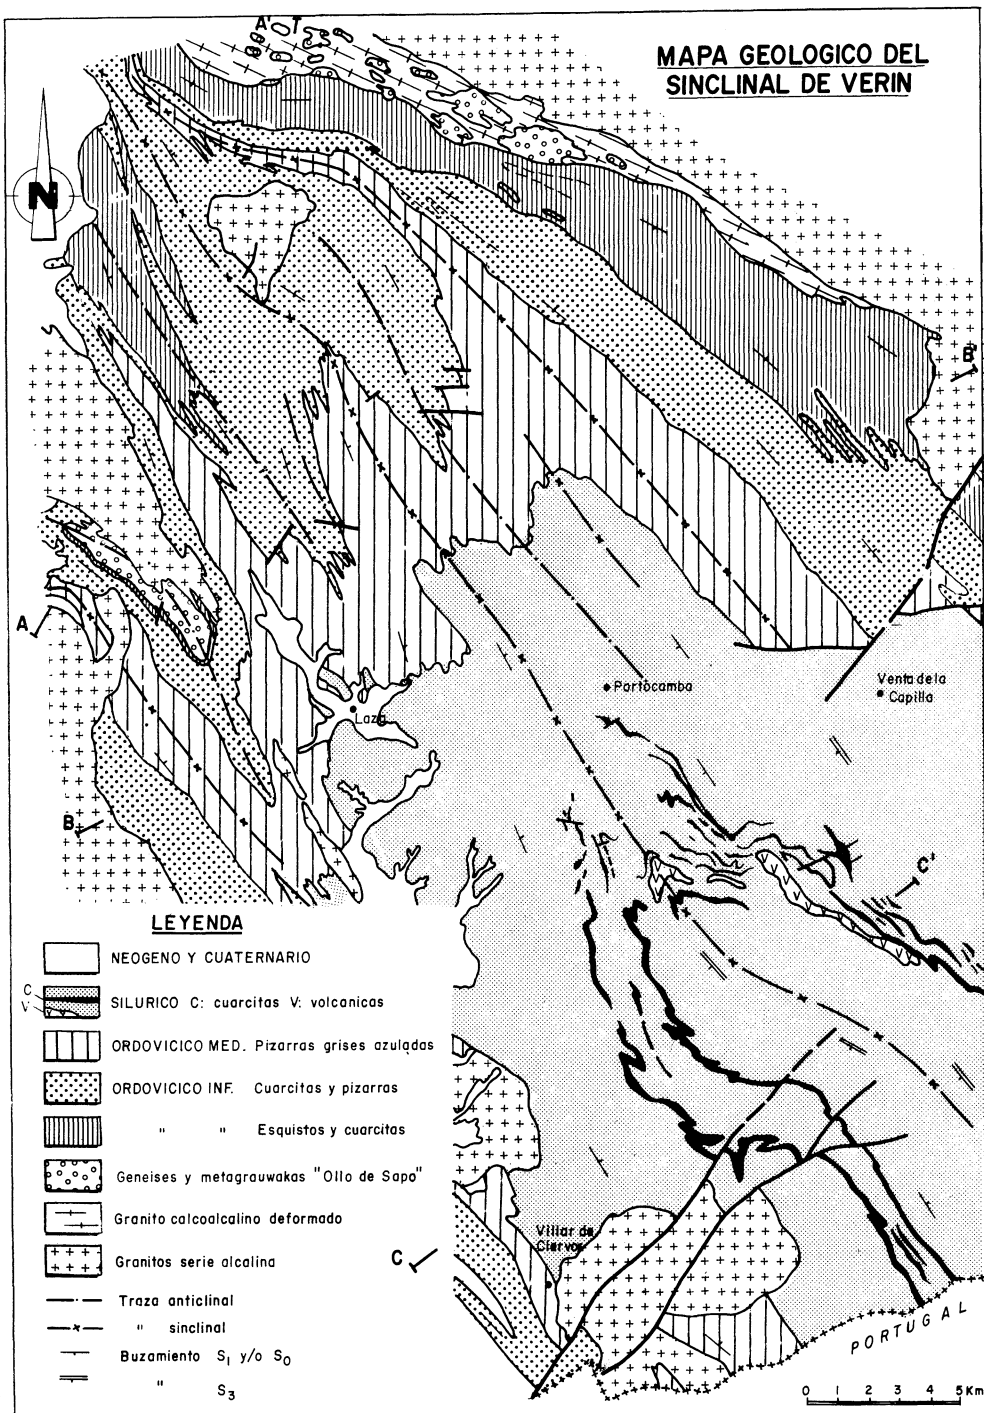 MAPA GEOLOGICO DEL
SINCLINAL DE VERIN
A' T
N
B'
A
B
Laza
Portocamba
Venta de la
Capilla
C'
LEYENDA
NEOGENO Y CUATERNARIO
C
V
SILURICO C: cuarcitas V: volcanicas
ORDOVICICO MED. Pizarras grises azuladas
ORDOVICICO INF. Cuarcitas y pizarras
" " Esquistos y cuarcitas
Geneises y metagrauwakas "Ollo de Sapo"
Granito calcoalcalino deformado
Granitos serie alcalina
Traza anticlinal
" sinclinal
Buzamiento S1 y/o S0
" S3
Villar de
Ciervos
C
PORTUGAL
0 1 2 3 4 5 Km